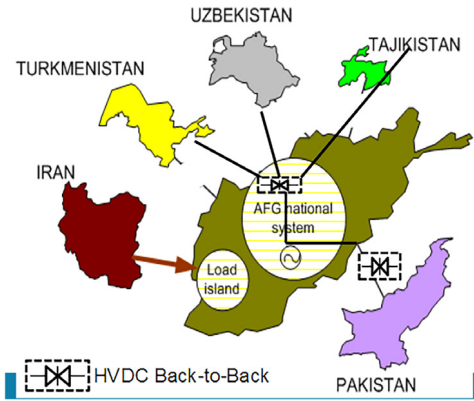 UZBEKISTAN
TAJIKISTAN
TURKMENISTAN
IRAN
AFG national
system
Load
island
HVDC Back-to-Back
PAKISTAN